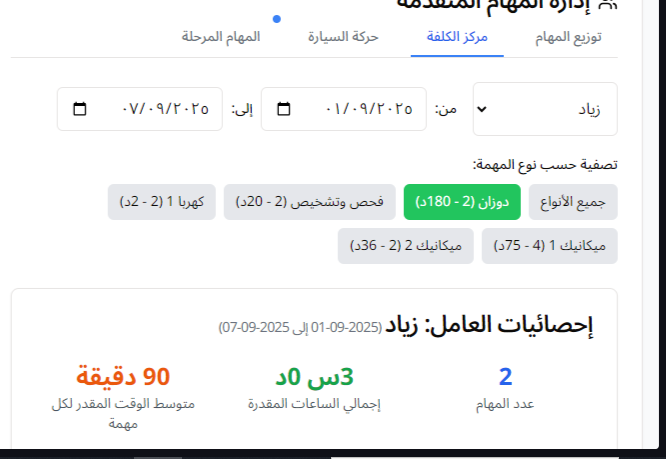 إدارة المهام المتقدمة
توزيع المهام
مركز الكلفة
حركة السيارة
المهام المرحلة
زياد
من:
٠١/٠٩/٢٠٢٥
إلى:
٠٧/٠٩/٢٠٢٥
تصفية حسب نوع المهمة:
جميع الأنواع
دوزان (2 - 180د)
فحص وتشخيص (2 - 20د)
كهربا 1 (2 - 2د)
ميكانيك 1 (4 - 75د)
ميكانيك 2 (2 - 36د)
إحصائيات العامل: زياد (01-09-2025 إلى 07-09-2025)
2
عدد المهام
3س 0د
إجمالي الساعات المقدرة
90 دقيقة
متوسط الوقت المقدر لكل
مهمة